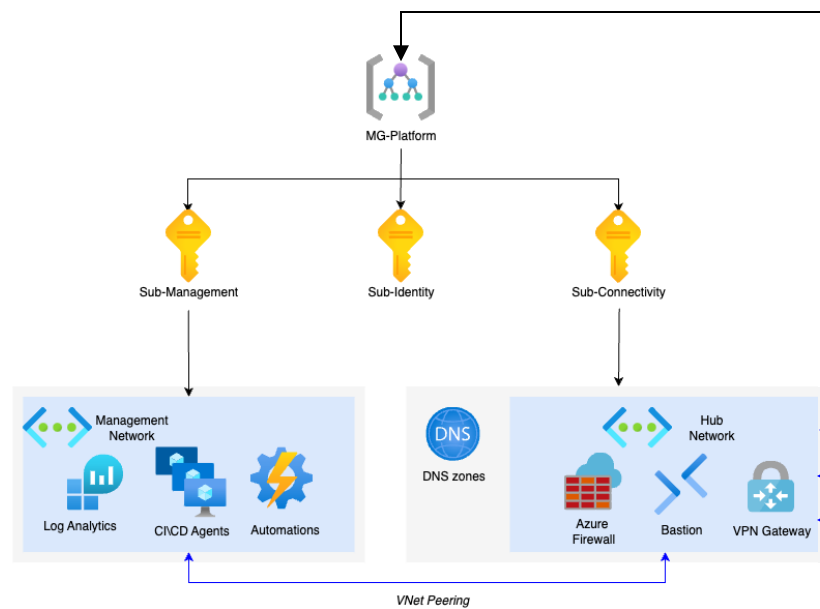 MG-Platform
Sub-Management
Sub-Identity
Sub-Connectivity
Management
Network
Log Analytics
CI\CD Agents
Automations
DNS
DNS zones
Hub
Network
Azure
Firewall
Bastion
VPN Gateway
VNet Peering